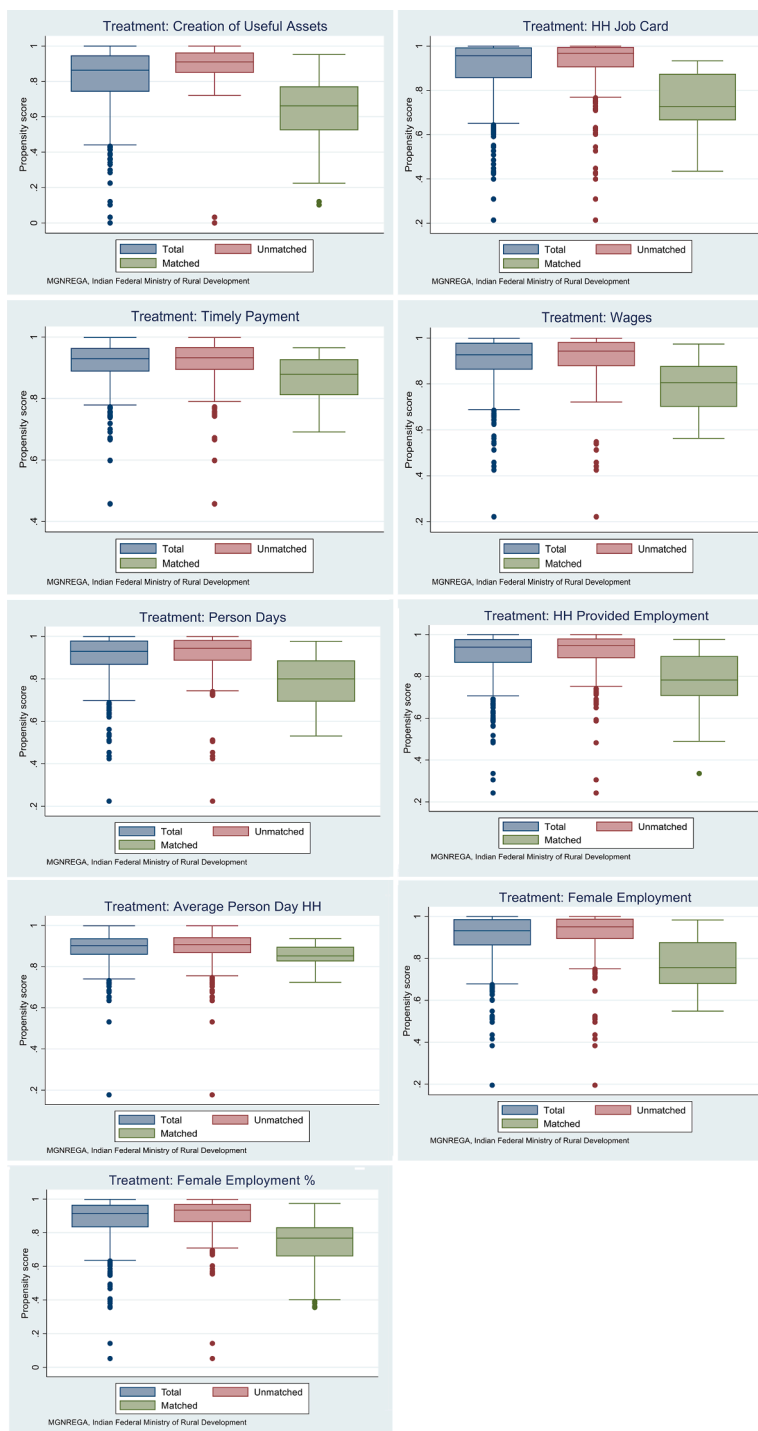 Treatment: Creation of Useful Assets
Propensity score
1
.8
.6
.4
.2
0
Total
Unmatched
Matched
MGNREGA, Indian Federal Ministry of Rural Development
Treatment: HH Job Card
Propensity score
1
.8
.6
.4
.2
Total
Unmatched
Matched
MGNREGA, Indian Federal Ministry of Rural Development
Treatment: Timely Payment
Propensity score
1
.8
.6
.4
Total
Unmatched
Matched
MGNREGA, Indian Federal Ministry of Rural Development
Treatment: Wages
Propensity score
1
.8
.6
.4
.2
Total
Unmatched
Matched
MGNREGA, Indian Federal Ministry of Rural Development
Treatment: Person Days
Propensity score
1
.8
.6
.4
.2
Total
Unmatched
Matched
MGNREGA, Indian Federal Ministry of Rural Development
Treatment: HH Provided Employment
Propensity score
1
.8
.6
.4
.2
Total
Unmatched
Matched
MGNREGA, Indian Federal Ministry of Rural Development
Treatment: Average Person Day HH
Propensity score
1
.8
.6
.4
.2
Total
Unmatched
Matched
MGNREGA, Indian Federal Ministry of Rural Development
Treatment: Female Employment
Propensity score
1
.8
.6
.4
.2
Total
Unmatched
Matched
MGNREGA, Indian Federal Ministry of Rural Development
Treatment: Female Employment %
Propensity score
1
.8
.6
.4
.2
0
Total
Unmatched
Matched
MGNREGA, Indian Federal Ministry of Rural Development